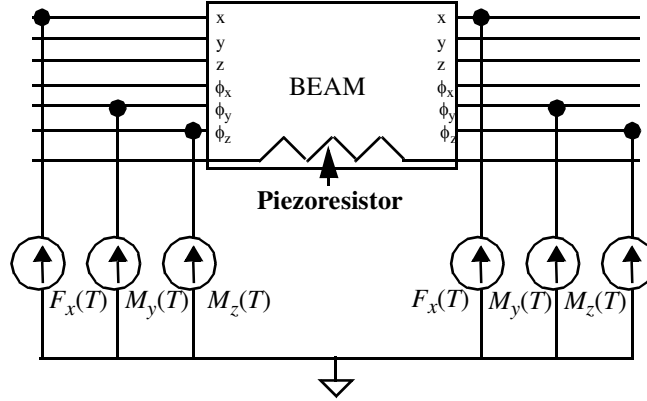 x x
y y
z z
ϕx ϕx
BEAM
ϕy ϕy
ϕz ϕz
Piezoresistor
Fx(T) My(T) Mz(T) Fx(T) My(T) Mz(T)